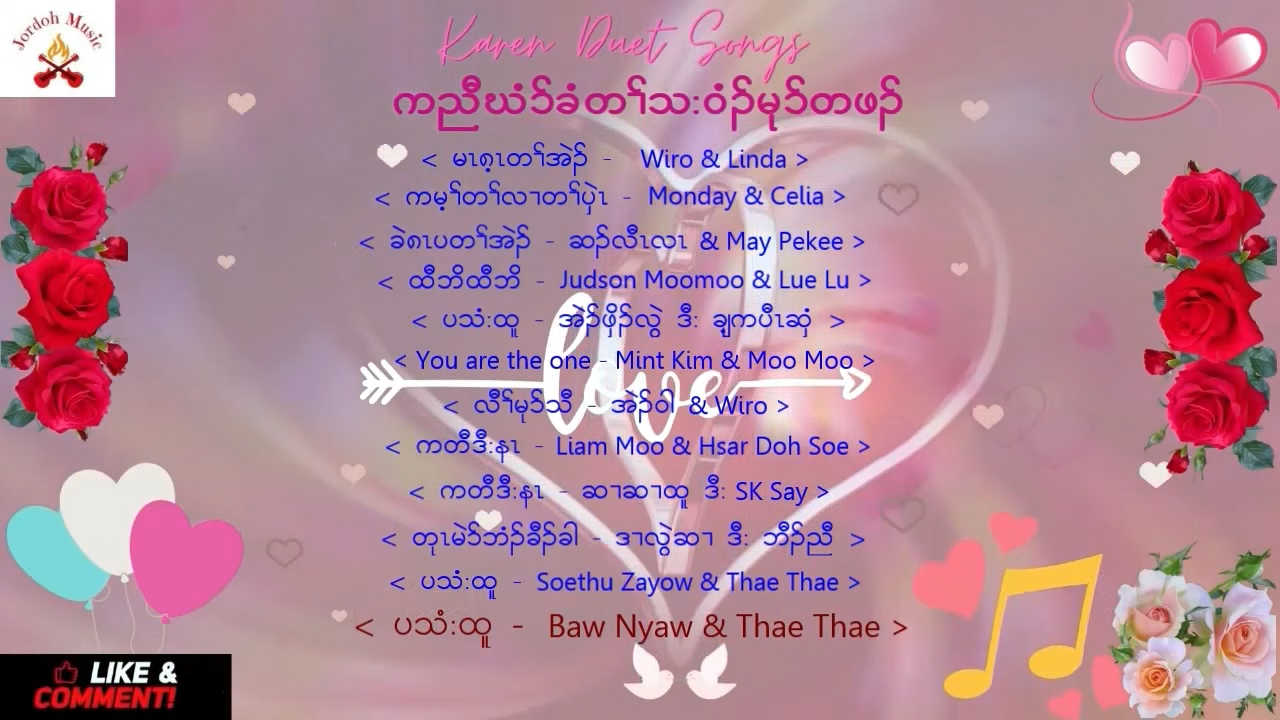 Jordoh Music
Karen Duet Songs
ကညီဃံာ်ခံတၢ်သးဝံၣ်မုာ်တဖၣ်
< မၤစ့ၤတၢ်အဲၣ် - Wiro & Linda >
< ကမ့ၢ်တၢ်လၢတၢ်ပှဲၤ - Monday & Celia >
< ခဲရၤပတၢ်အဲၣ် - ဆၣ်လီၤလၤ & May Pekee >
< ထီဘိထီဘိ - Judson Moomoo & Lue Lu >
< ပသံးထူ - အဲၣ်ဖှိၣ်လွဲ ဒီး ချ့ကပီၤဆှံ >
< You are the one - Mint Kim & Moo Moo >
love
< လီၢ်မုာ်သီ - အဲၣ်ဝါ & Wiro >
< ကတီဒီးနၤ - Liam Moo & Hsar Doh Soe >
< ကတီဒီးနၤ - ဆၢဆၢထူ ဒီး SK Say >
< တုၤမဲာ်ဘံၣ်ခီၣ်ခါ - ဒၢလွဲဆၢ ဒီး ဘီၣ်ညီ >
< ပသံးထူ - Soethu Zayow & Thae Thae >
< ပသံးထူ - Baw Nyaw & Thae Thae >
LIKE &
COMMENT!